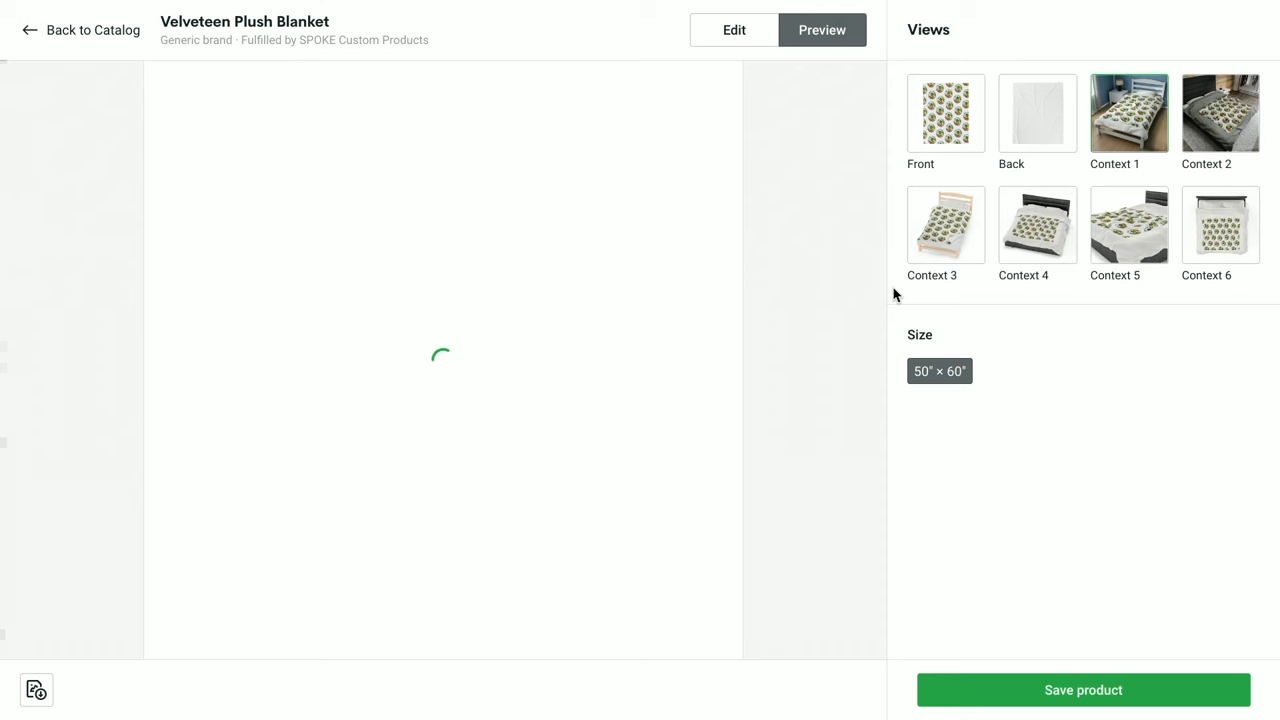 Back to Catalog
Velveteen Plush Blanket
Generic brand · Fulfilled by SPOKE Custom Products
Edit
Preview
Views
Front
Back
Context 1
Context 2
Context 3
Context 4
Context 5
Context 6
Size
50" × 60"
Save product